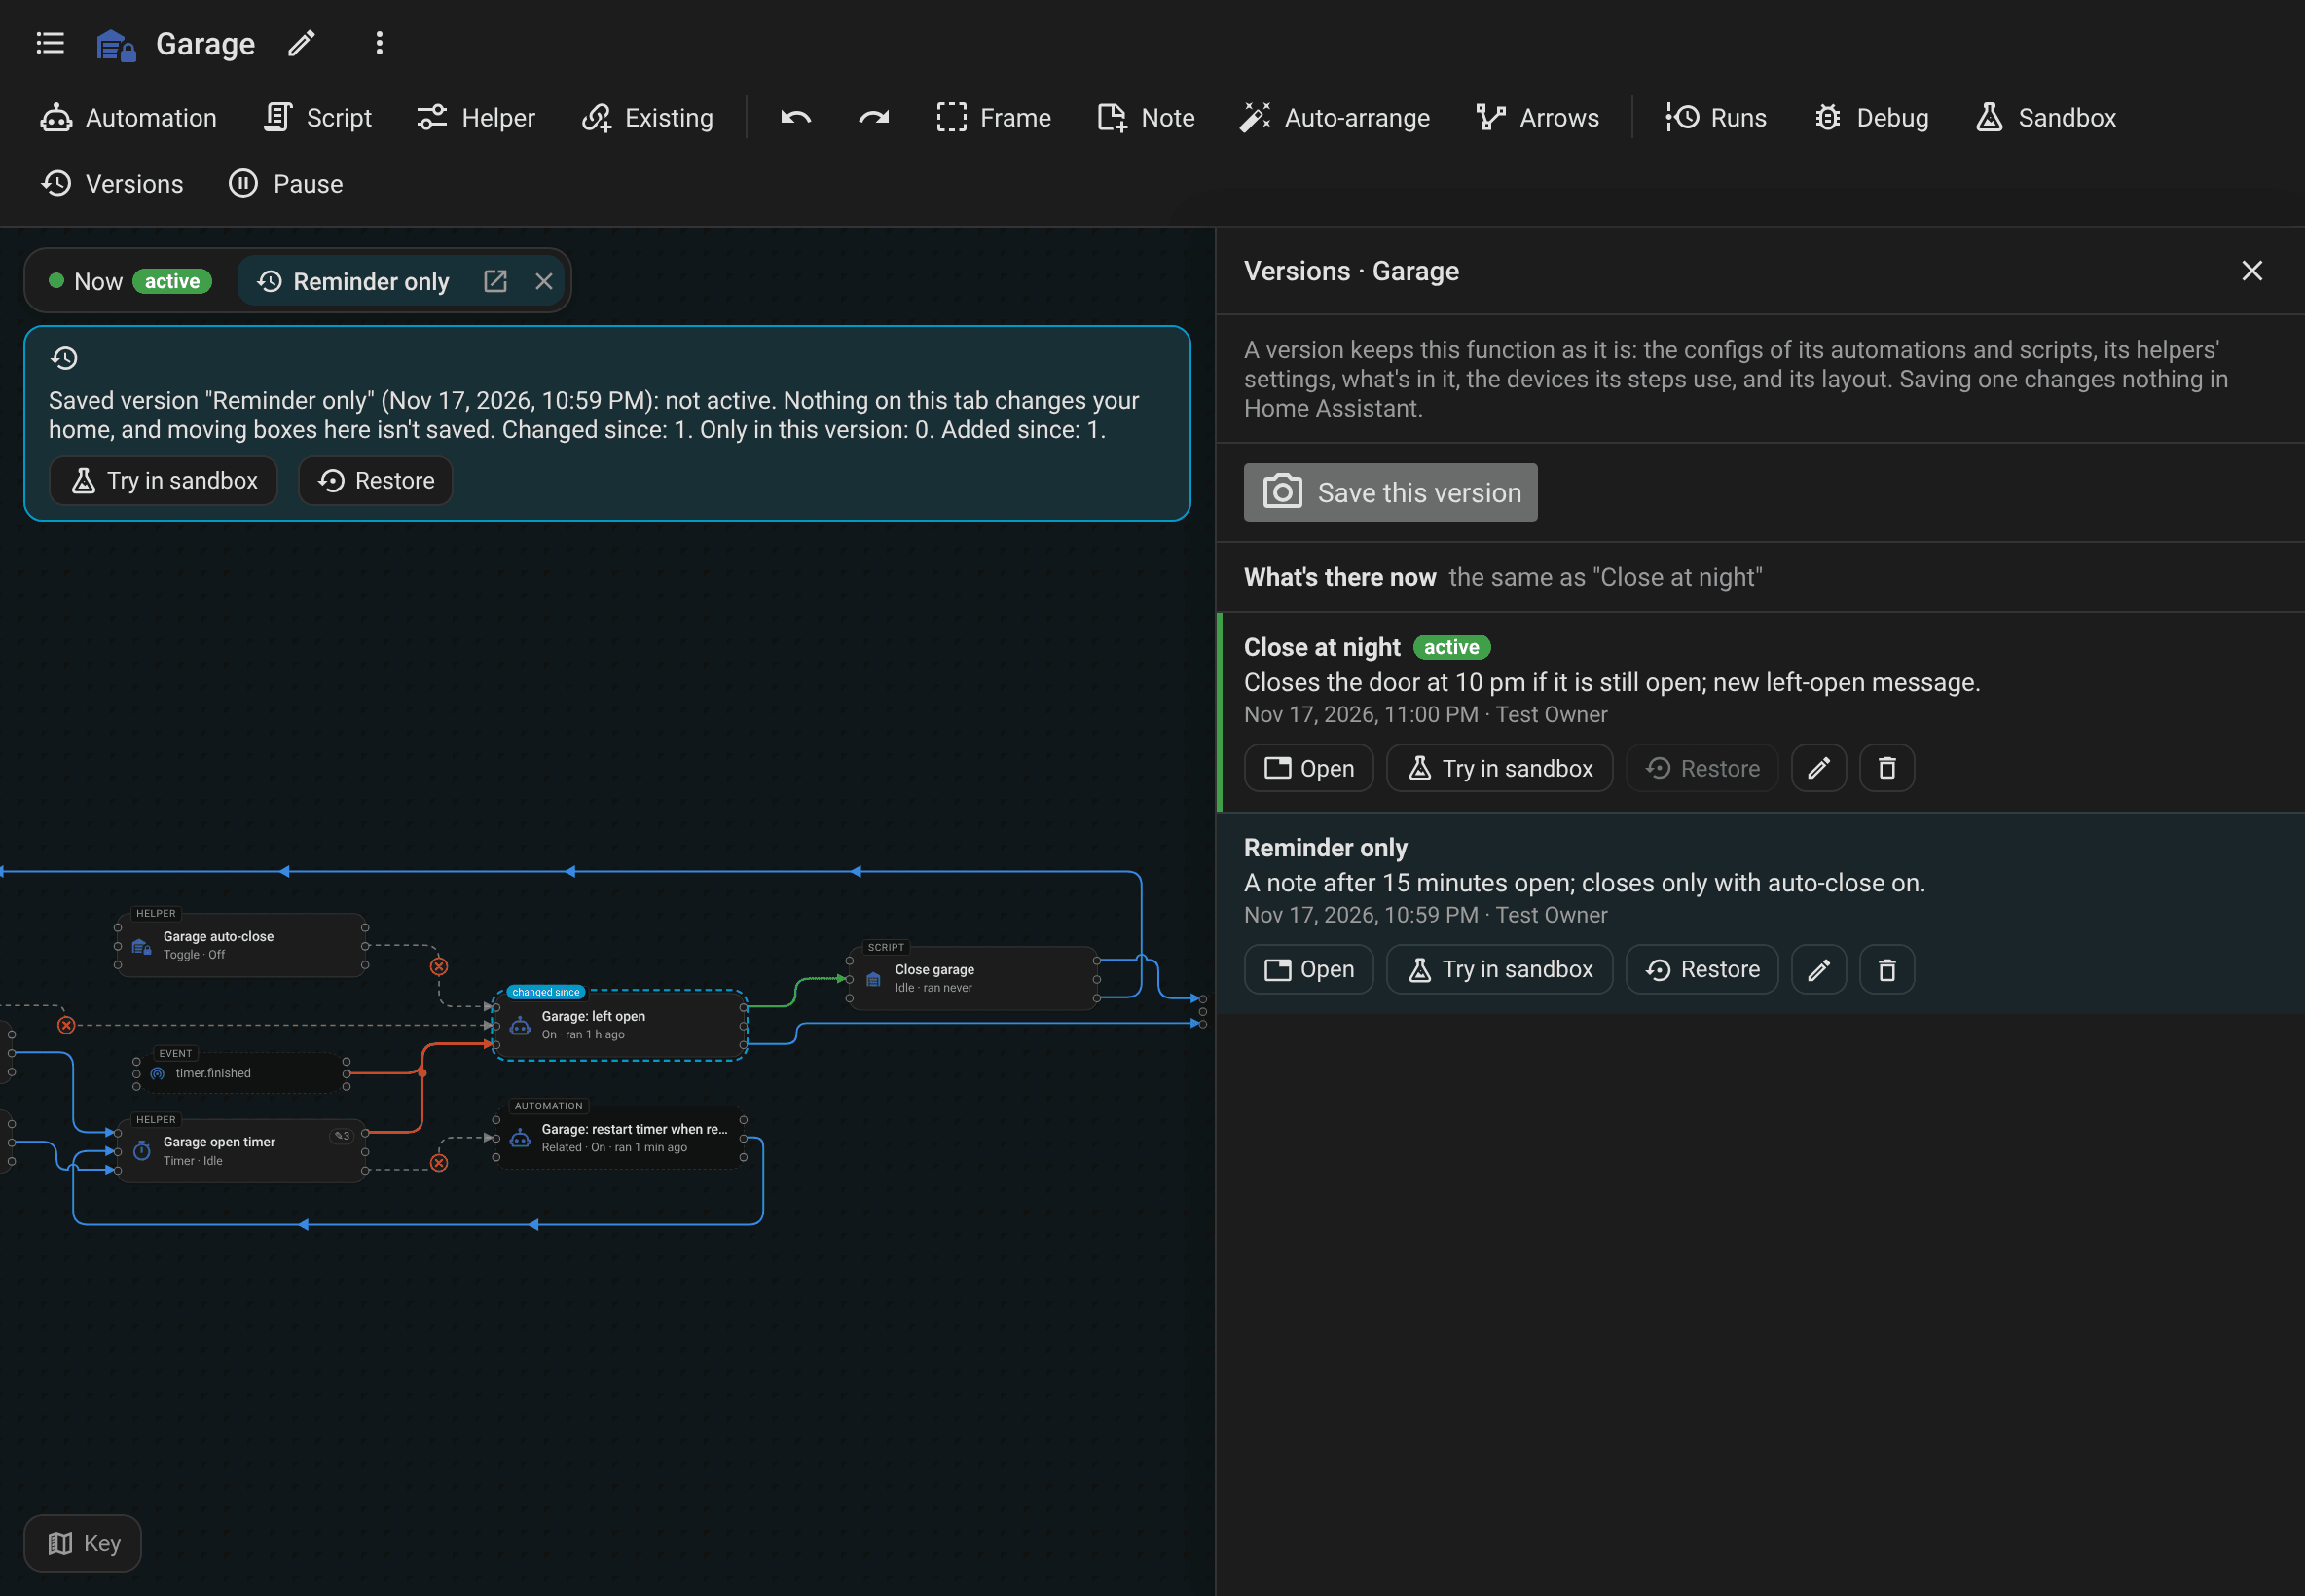 Garage
Automation
Script
Helper
Existing
Frame
Note
Auto-arrange
Arrows
Runs
Debug
Sandbox
Versions
Pause
Now active
Reminder only
Saved version "Reminder only" (Nov 17, 2026, 10:59 PM): not active. Nothing on this tab changes your
home, and moving boxes here isn't saved. Changed since: 1. Only in this version: 0. Added since: 1.
Try in sandbox
Restore
HELPER
Garage auto-close
Toggle · Off
SCRIPT
Close garage
Idle · ran never
changed since
Garage: left open
On · ran 1 h ago
EVENT
timer.finished
HELPER
Garage open timer
3
Timer · Idle
AUTOMATION
Garage: restart timer when re...
Related · On · ran 1 min ago
Key
Versions · Garage
A version keeps this function as it is: the configs of its automations and scripts, its helpers'
settings, what's in it, the devices its steps use, and its layout. Saving one changes nothing in
Home Assistant.
Save this version
What's there now the same as "Close at night"
Close at night active
Closes the door at 10 pm if it is still open; new left-open message.
Nov 17, 2026, 11:00 PM · Test Owner
Open
Try in sandbox
Restore
Reminder only
A note after 15 minutes open; closes only with auto-close on.
Nov 17, 2026, 10:59 PM · Test Owner
Open
Try in sandbox
Restore